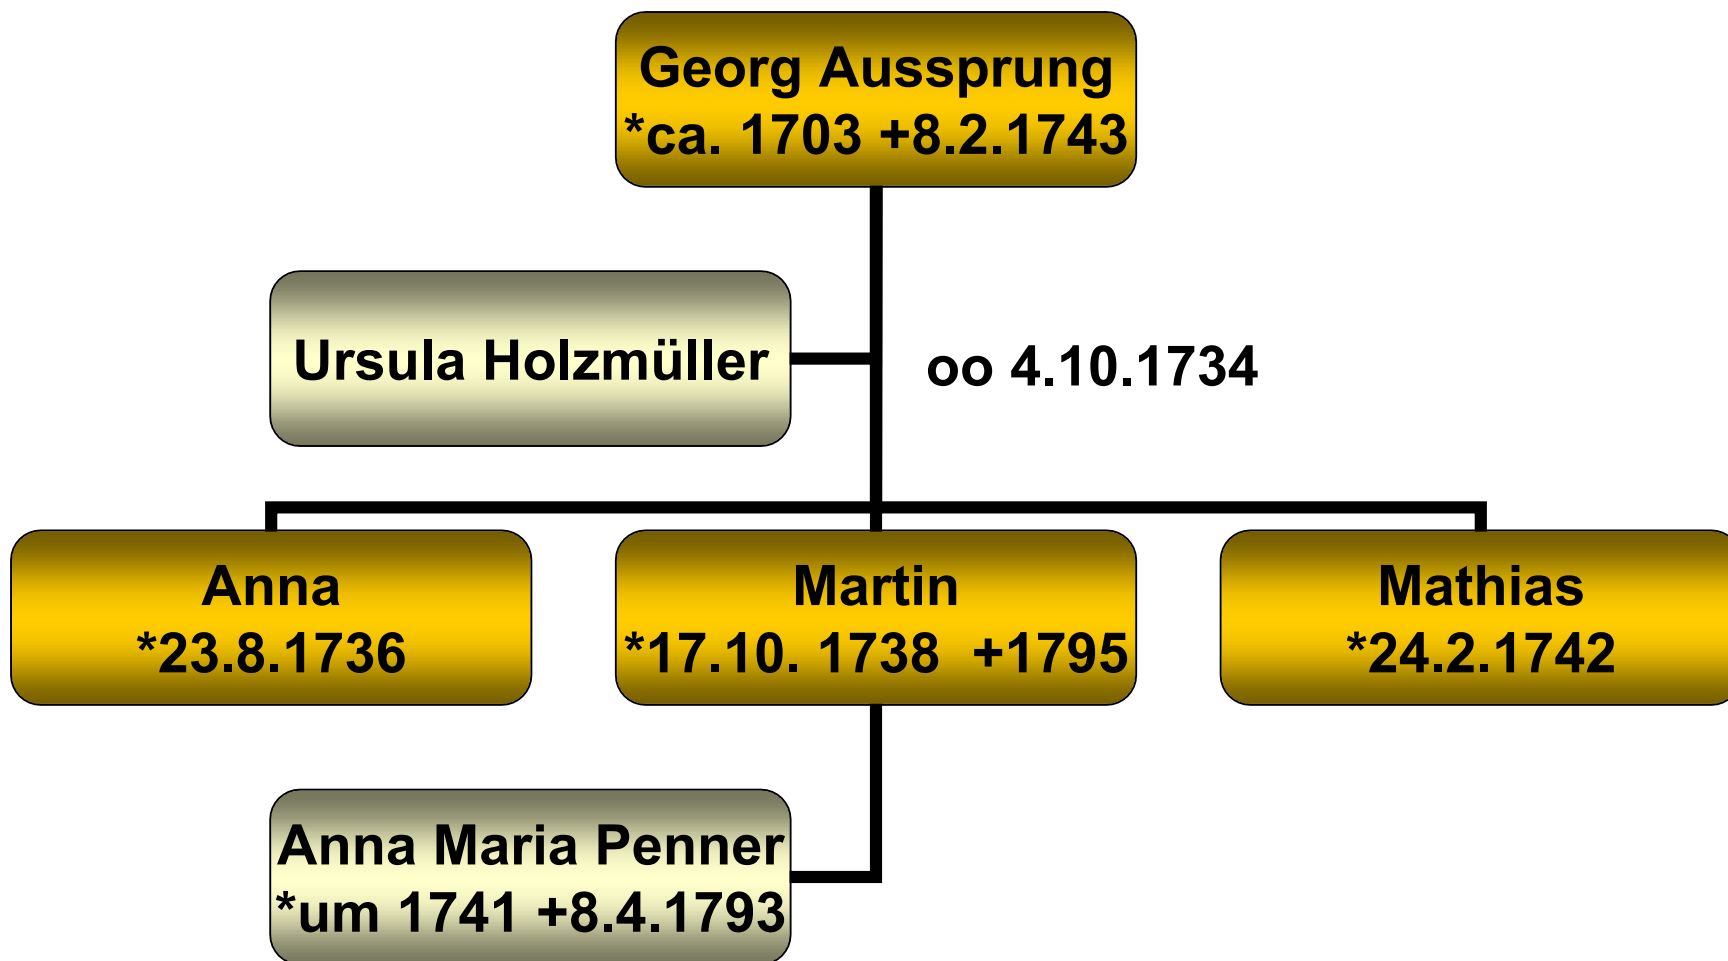 Georg Aussprung
*ca. 1703 +8.2.1743
Ursula Holzmüller
oo 4.10.1734
Anna
*23.8.1736
Martin
*17.10. 1738  +1795
Mathias
*24.2.1742
Anna Maria Penner
*um 1741 +8.4.1793